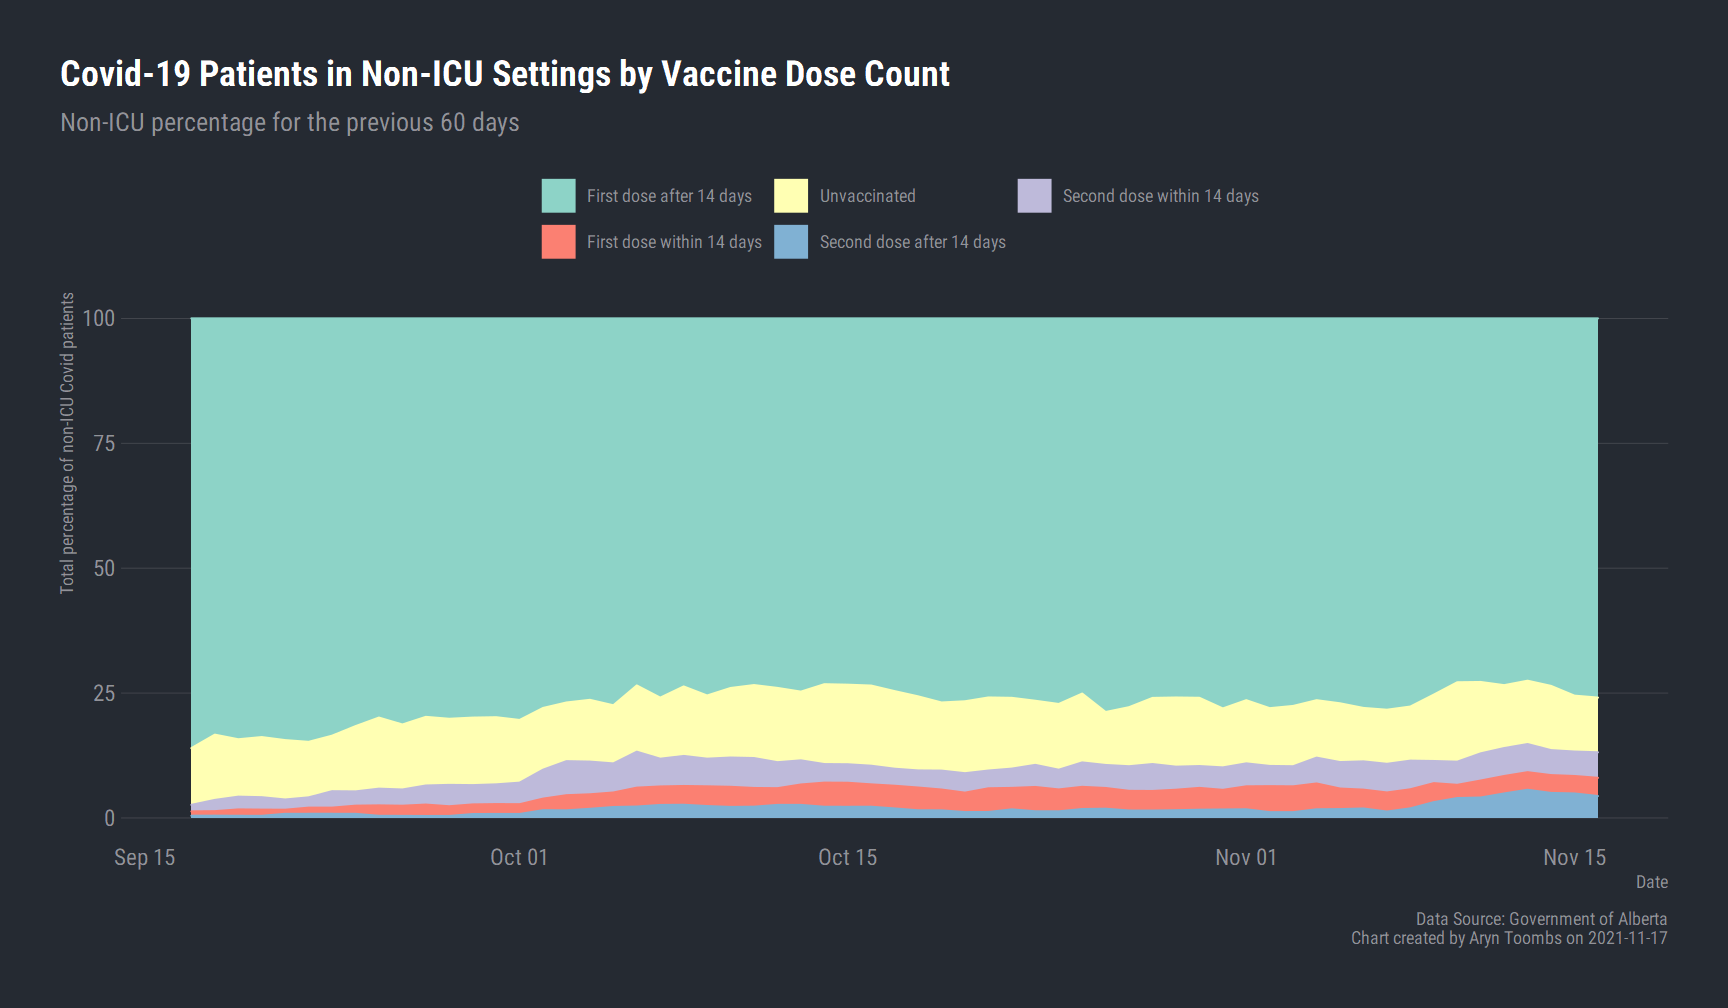 Covid-19 Patients in Non-ICU Settings by Vaccine Dose Count
Non-ICU percentage for the previous 60 days
First dose after 14 days
Unvaccinated
Second dose within 14 days
First dose within 14 days
Second dose after 14 days
Total percentage of non-ICU Covid patients
100
75
50
25
0
Sep 15
Oct 01
Oct 15
Nov 01
Nov 15
Date
Data Source: Government of Alberta
Chart created by Aryn Toombs on 2021-11-17